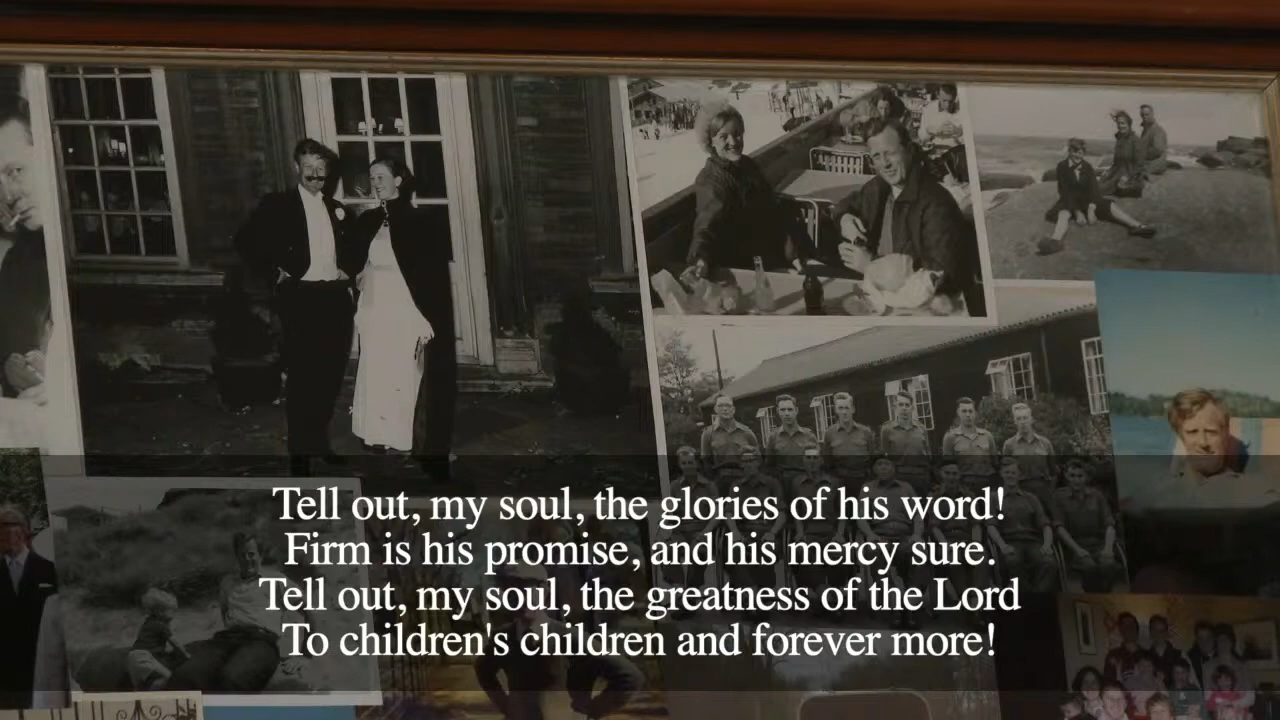 Tell out, my soul, the glories of his word!
Firm is his promise, and his mercy sure.
Tell out, my soul, the greatness of the Lord
To children's children and forever more!